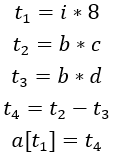 t₁ = i ∗ 8
t₂ = b ∗ c
t₃ = b ∗ d
t₄ = t₂ − t₃
a[t₁] = t₄